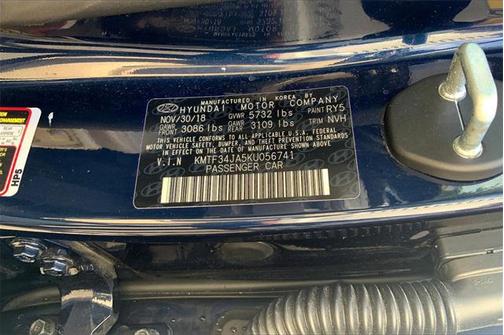 MANUFACTURED IN KOREA BY
HYUNDAI MOTOR COMPANY
NOV/30/18 GVWR 5732 lbs PAINT RY5
GAWR FRONT 3086 lbs GAWR REAR 3109 lbs TRIM NVH
THIS VEHICLE CONFORMS TO ALL APPLICABLE U.S. FEDERAL
MOTOR VEHICLE SAFETY, BUMPER, AND THEFT PREVENTION
STANDARDS IN EFFECT ON THE DATE OF MANUFACTURE SHOWN ABOVE.
V.I.N KMTF34JA5KU056741
PASSENGER CAR
HP5